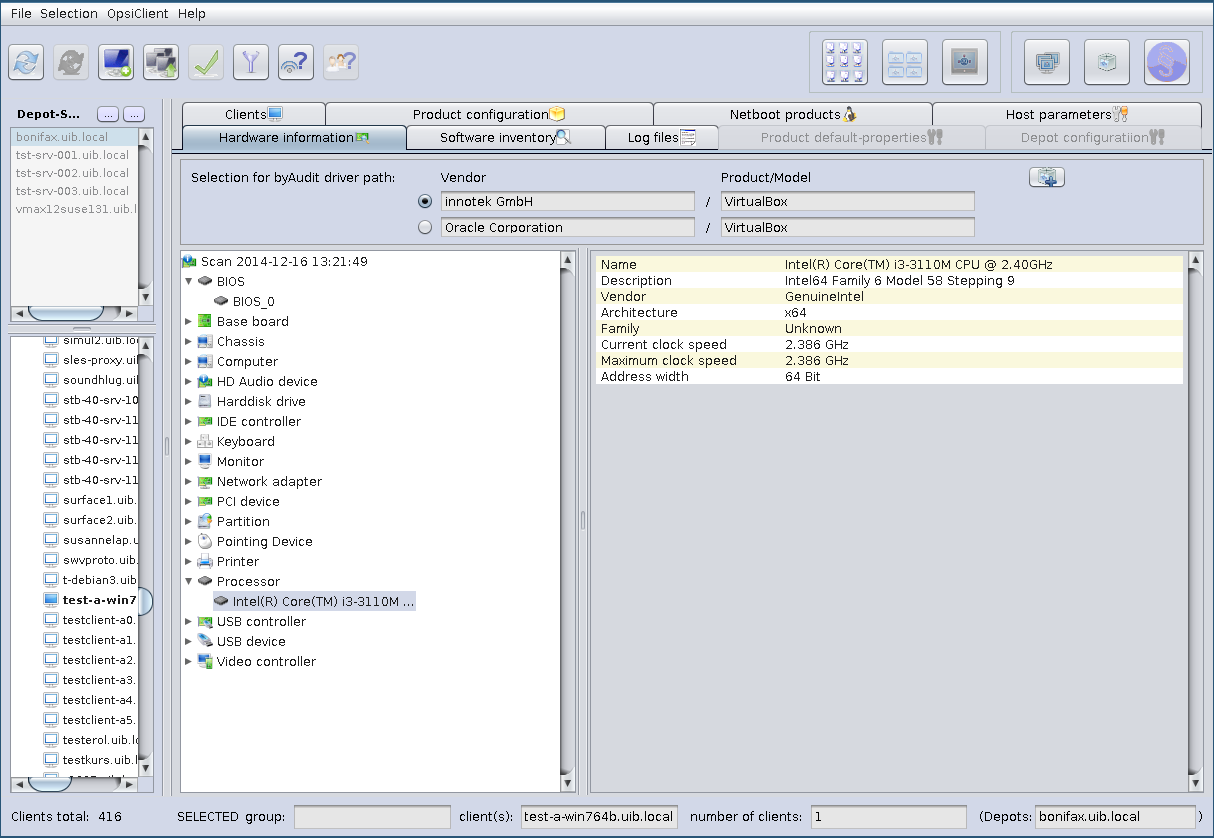 File Selection OpsiClient Help
Depot-S... ... ...
bonifax.uib.local
tst-srv-001.uib.local
tst-srv-002.uib.local
tst-srv-003.uib.local
vmax12suse131.uib.l
simul2.uib.lo
sles-proxy.uil
soundhlug.uil
stb-40-srv-10
stb-40-srv-11
stb-40-srv-11
stb-40-srv-11
stb-40-srv-11
surface1.uib.
surface2.uib.
susannelap.u
swvproto.uib.
t-debian3.uib
test-a-win7
testclient-a0.
testclient-a1.
testclient-a2.
testclient-a3.
testclient-a4.
testclient-a5.
testerol.uib.lo
testkurs.uib.l
Clients Product configuration Netboot products Host parameters
Hardware information Software inventory Log files Product default-properties Depot configuratiion
Selection for byAudit driver path: Vendor Product/Model
innotek GmbH / VirtualBox
Oracle Corporation / VirtualBox
Scan 2014-12-16 13:21:49
BIOS
BIOS_0
Base board
Chassis
Computer
HD Audio device
Harddisk drive
IDE controller
Keyboard
Monitor
Network adapter
PCI device
Partition
Pointing Device
Printer
Processor
Intel(R) Core(TM) i3-3110M ...
USB controller
USB device
Video controller
Name Intel(R) Core(TM) i3-3110M CPU @ 2.40GHz
Description Intel64 Family 6 Model 58 Stepping 9
Vendor GenuineIntel
Architecture x64
Family Unknown
Current clock speed 2.386 GHz
Maximum clock speed 2.386 GHz
Address width 64 Bit
Clients total: 416 SELECTED group: client(s): test-a-win764b.uib.local number of clients: 1 (Depots: bonifax.uib.local )